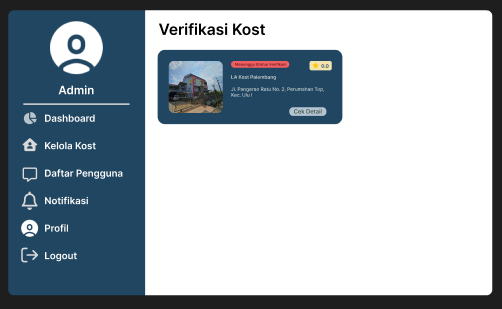 Verifikasi Kost
Admin
Dashboard
Kelola Kost
Daftar Pengguna
Notifikasi
Profil
Logout
Menunggu Status Verifikasi
0.0
LA Kost Palembang
Jl. Pangeran Ratu No. 2, Perumahan Top,
Kec. Ulu I
Cek Detail